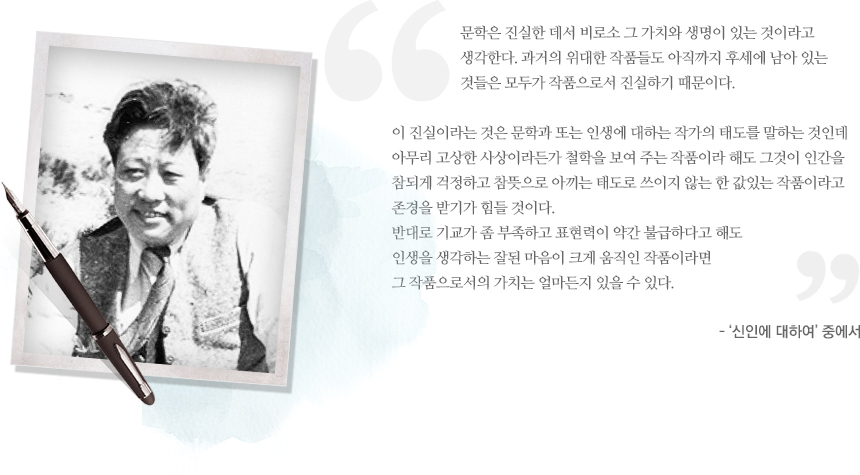 문학은 진실한 데서 비로소 그 가치와 생명이 있는 것이라고
생각한다. 과거의 위대한 작품들도 아직까지 후세에 남아 있는
것들은 모두가 작품으로서 진실하기 때문이다.
이 진실이라는 것은 문학과 또는 인생에 대하는 작가의 태도를 말하는 것인데
아무리 고상한 사상이라든가 철학을 보여 주는 작품이라 해도 그것이 인간을
참되게 걱정하고 참뜻으로 아끼는 태도로 쓰이지 않는 한 값있는 작품이라고
존경을 받기가 힘들 것이다.
반대로 기교가 좀 부족하고 표현력이 약간 불급하다고 해도
인생을 생각하는 잘된 마음이 크게 움직인 작품이라면
그 작품으로서의 가치는 얼마든지 있을 수 있다.
- ‘신인에 대하여’ 중에서